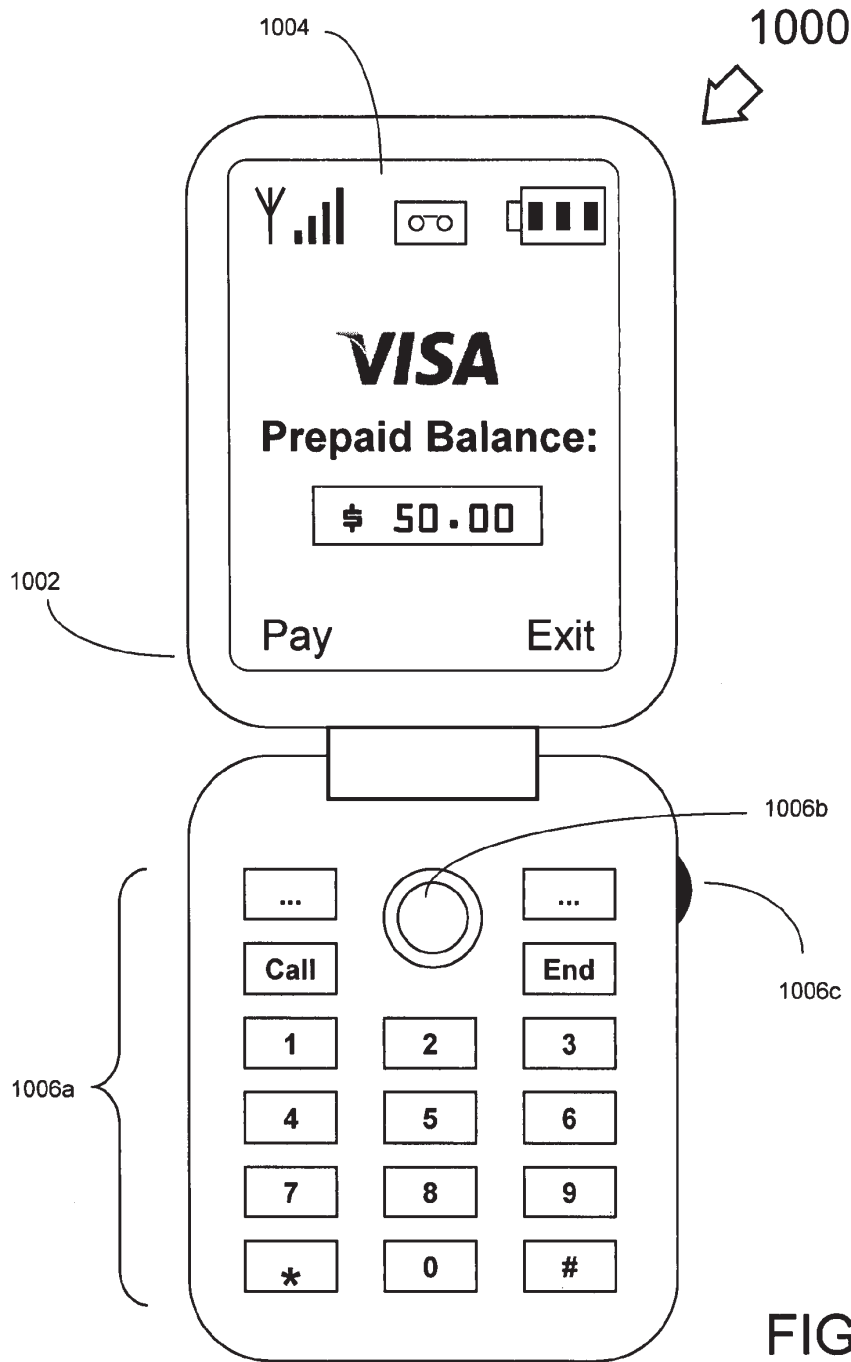 1000
1004
VISA
Prepaid Balance:
$ 50.00
1002
Pay Exit
1006b
... ...
Call End
1006c
1 2 3
1006a
4 5 6
7 8 9
* 0 #
FIG